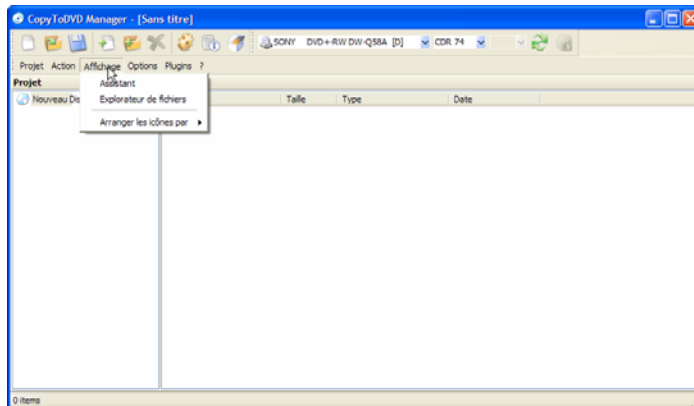 CopyToDVD Manager - [Sans titre]
SONY DVD+-RW DW-Q58A [D] CDR 74
Projet Action Affichage Options Plugins ?
Projet
Assistant
Nouveau Dis
Explorateur de fichiers
Taille Type Date
Arranger les icônes par
0 items